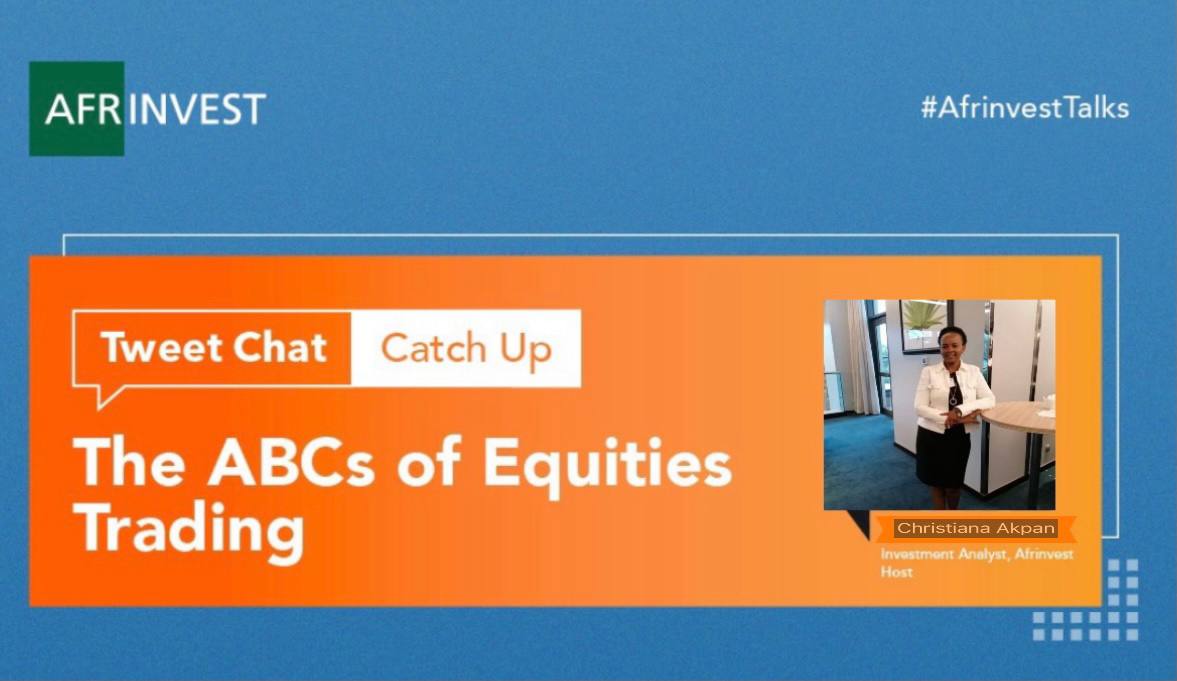 AFRINVEST
#AfrinvestTalks
Tweet Chat
Catch Up
The ABCs of Equities
Trading
Christiana Akpan
Investment Analyst, Afrinvest
Host